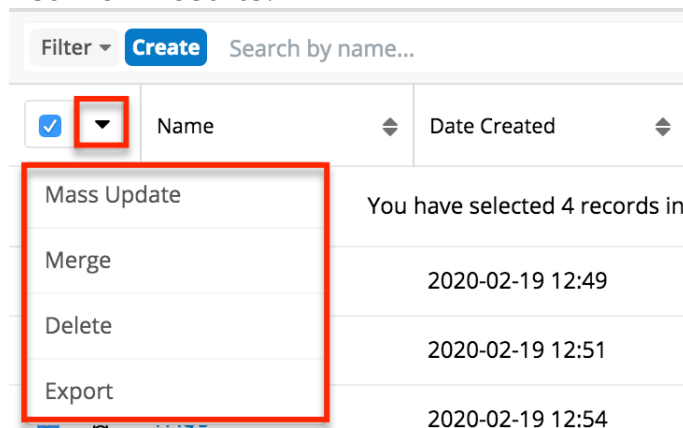 Filter Create Search by name...
Name Date Created
Mass Update
You have selected 4 records in
Merge
2020-02-19 12:49
Delete
2020-02-19 12:51
Export
2020-02-19 12:54